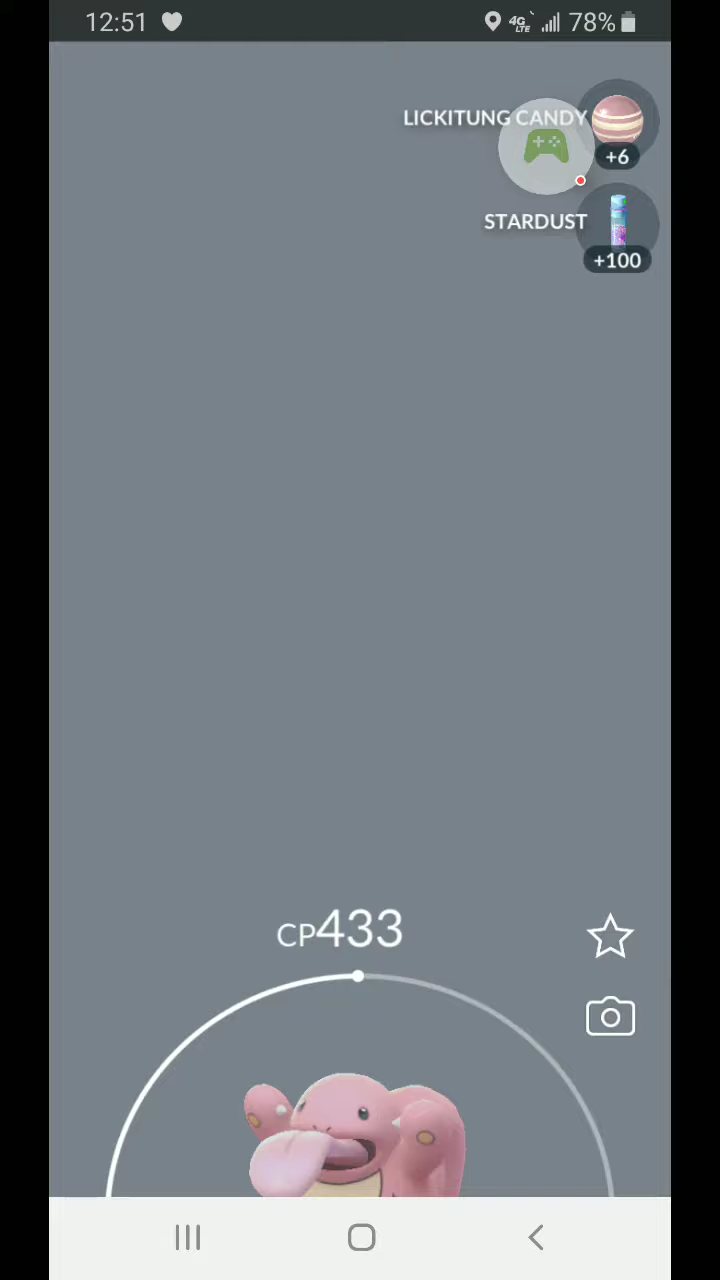 12:51
4G LTE 78%
LICKITUNG CANDY
+6
STARDUST
+100
CP433